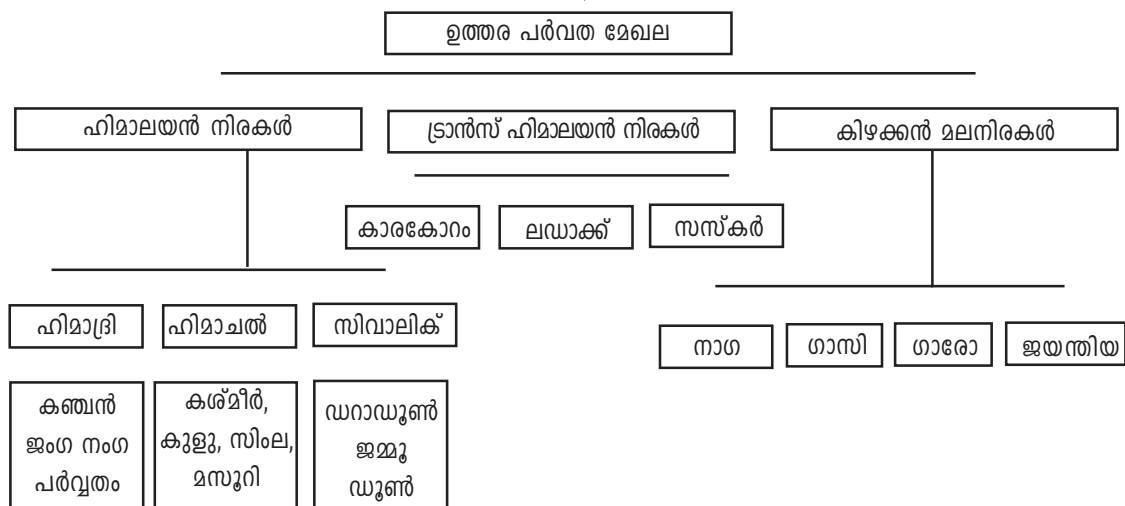 ഉത്തര പർവത മേഖല
ഹിമാലയൻ നിരകൾ
ട്രാൻസ് ഹിമാലയൻ നിരകൾ
കിഴക്കൻ മലനിരകൾ
കാരകോറം
ലഡാക്ക്
സസ്കർ
ഹിമാദ്രി
ഹിമാചൽ
സിവാലിക്
നാഗ
ഗാസി
ഗാരോ
ജയന്തിയ
കഞ്ചൻ
ജംഗ നംഗ
പർവ്വതം
കശ്മീർ,
കുളു, സിംല,
മസൂറി
ഡറാഡൂൺ
ജമ്മൂ
ഡൂൺ